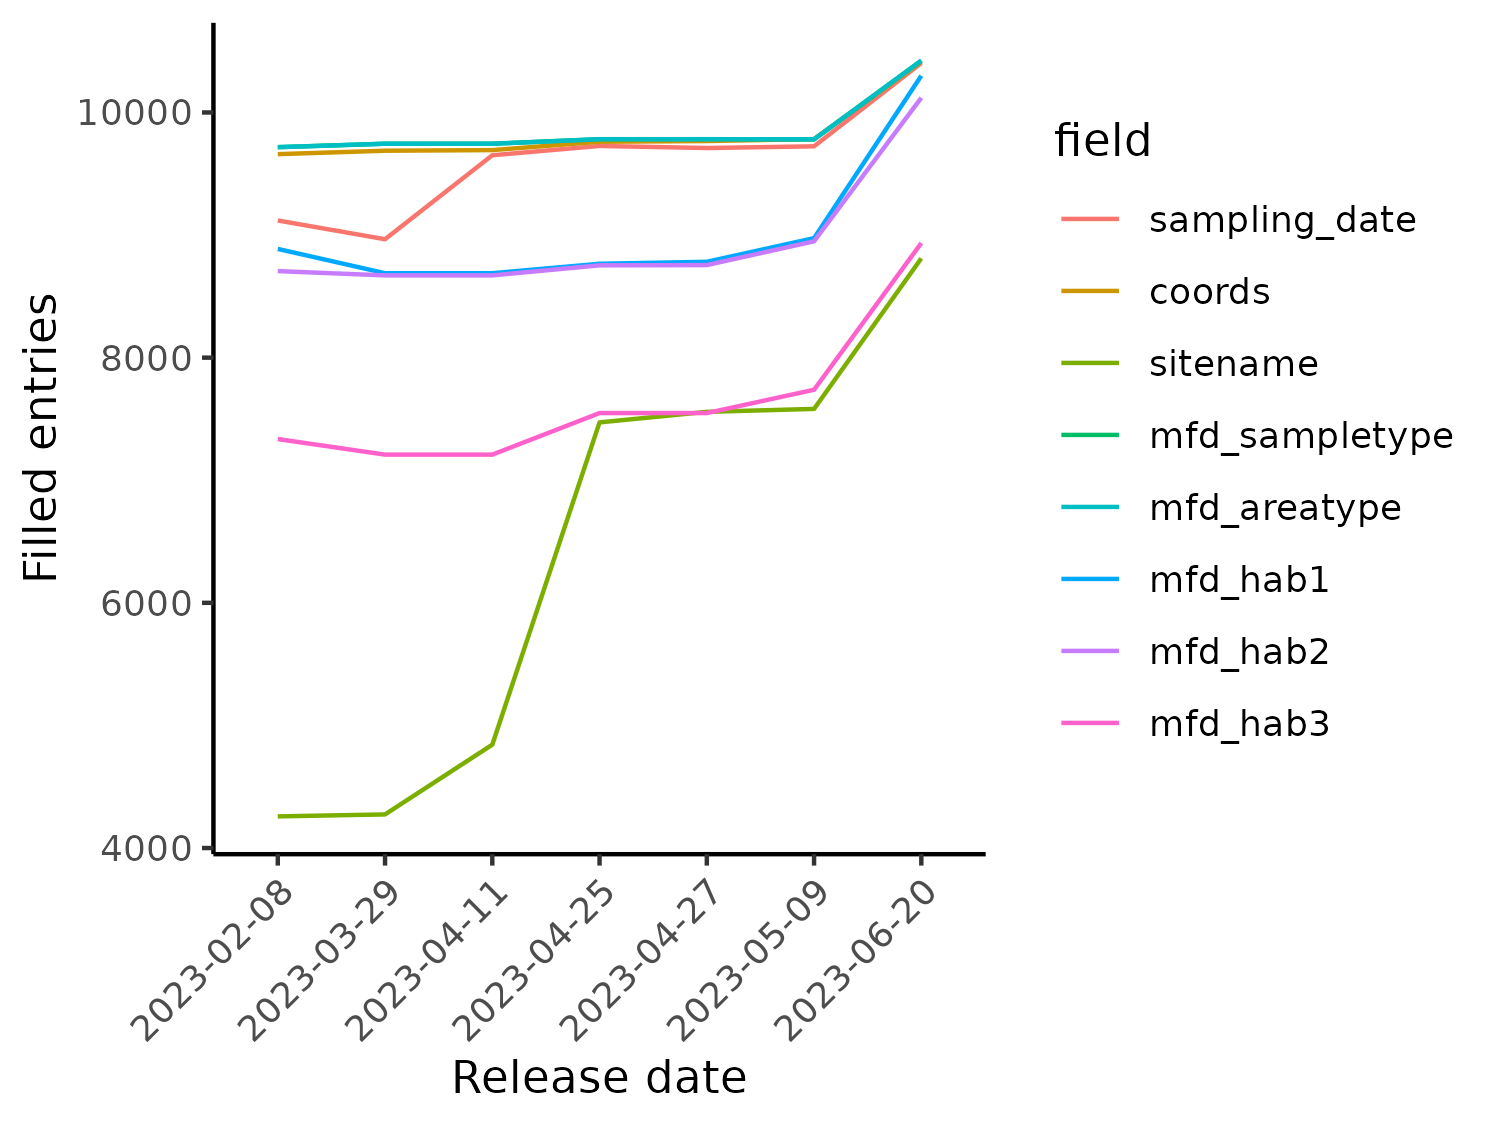 Filled entries
10000
8000
6000
4000
2023-02-08
2023-03-29
2023-04-11
2023-04-25
2023-04-27
2023-05-09
2023-06-20
Release date
field
sampling_date
coords
sitename
mfd_sampletype
mfd_areatype
mfd_hab1
mfd_hab2
mfd_hab3